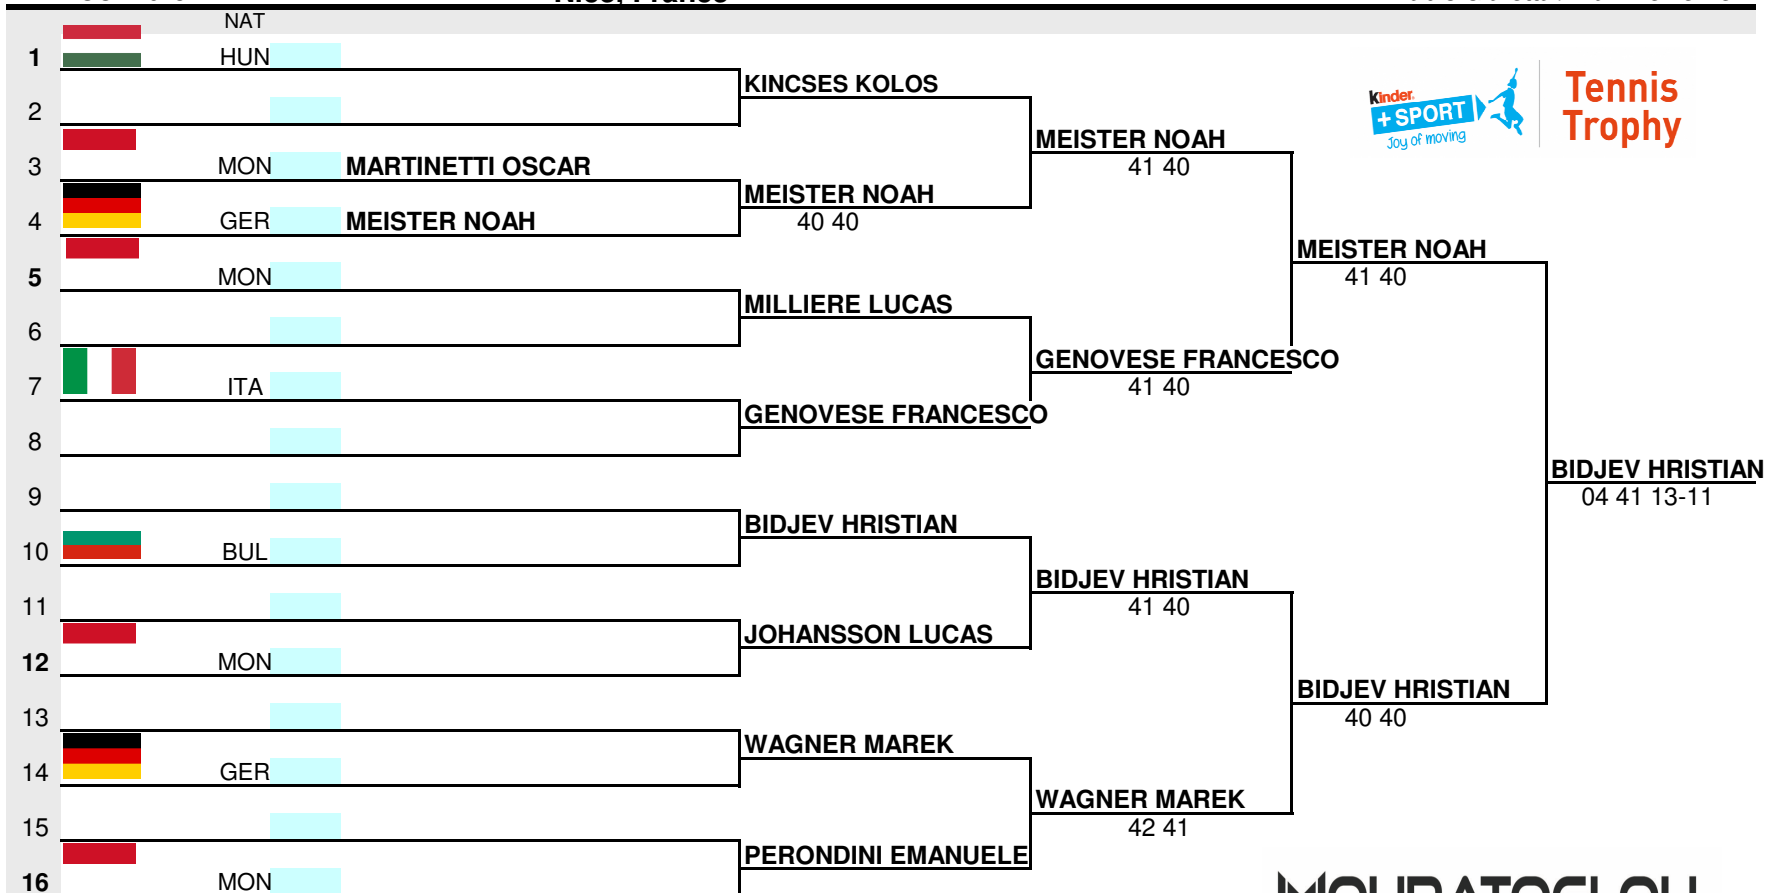 Nice, France
NAT
1 HUN
KINCSES KOLOS
2
MEISTER NOAH
41 40
3 MON MARTINETTI OSCAR
MEISTER NOAH
40 40
4 GER MEISTER NOAH
MEISTER NOAH
41 40
5 MON
MILLIERE LUCAS
6
GENOVESE FRANCESCO
41 40
7 ITA
GENOVESE FRANCESCO
8
BIDJEV HRISTIAN
04 41 13-11
9
BIDJEV HRISTIAN
10 BUL
BIDJEV HRISTIAN
41 40
11
JOHANSSON LUCAS
12 MON
BIDJEV HRISTIAN
40 40
13
WAGNER MAREK
14 GER
WAGNER MAREK
42 41
15
PERONDINI EMANUELE
16 MON
Kinder
+ SPORT
Joy of moving
Tennis
Trophy
MOURATOGLOU